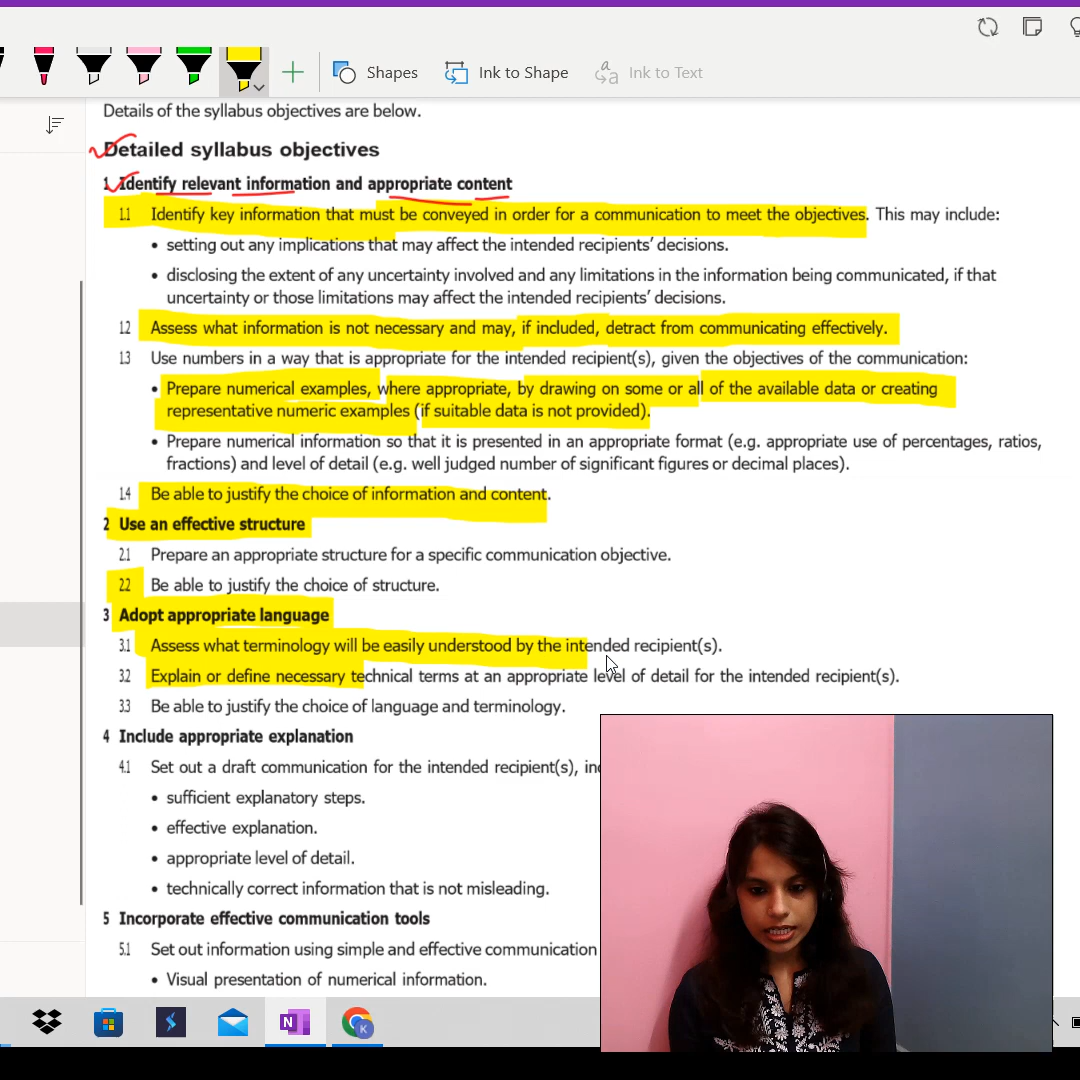 Shapes
Ink to Shape
Ink to Text
Details of the syllabus objectives are below.
Detailed syllabus objectives
1 Identify relevant information and appropriate content
1.1 Identify key information that must be conveyed in order for a communication to meet the objectives. This may include:
• setting out any implications that may affect the intended recipients' decisions.
• disclosing the extent of any uncertainty involved and any limitations in the information being communicated, if that
uncertainty or those limitations may affect the intended recipients' decisions.
1.2 Assess what information is not necessary and may, if included, detract from communicating effectively.
1.3 Use numbers in a way that is appropriate for the intended recipient(s), given the objectives of the communication:
• Prepare numerical examples, where appropriate, by drawing on some or all of the available data or creating
representative numeric examples (if suitable data is not provided).
• Prepare numerical information so that it is presented in an appropriate format (e.g. appropriate use of percentages, ratios,
fractions) and level of detail (e.g. well judged number of significant figures or decimal places).
1.4 Be able to justify the choice of information and content.
2 Use an effective structure
2.1 Prepare an appropriate structure for a specific communication objective.
2.2 Be able to justify the choice of structure.
3 Adopt appropriate language
3.1 Assess what terminology will be easily understood by the intended recipient(s).
3.2 Explain or define necessary technical terms at an appropriate level of detail for the intended recipient(s).
3.3 Be able to justify the choice of language and terminology.
4 Include appropriate explanation
4.1 Set out a draft communication for the intended recipient(s),
• sufficient explanatory steps.
• effective explanation.
• appropriate level of detail.
• technically correct information that is not misleading.
5 Incorporate effective communication tools
5.1 Set out information using simple and effective communication
• Visual presentation of numerical information.
N
K